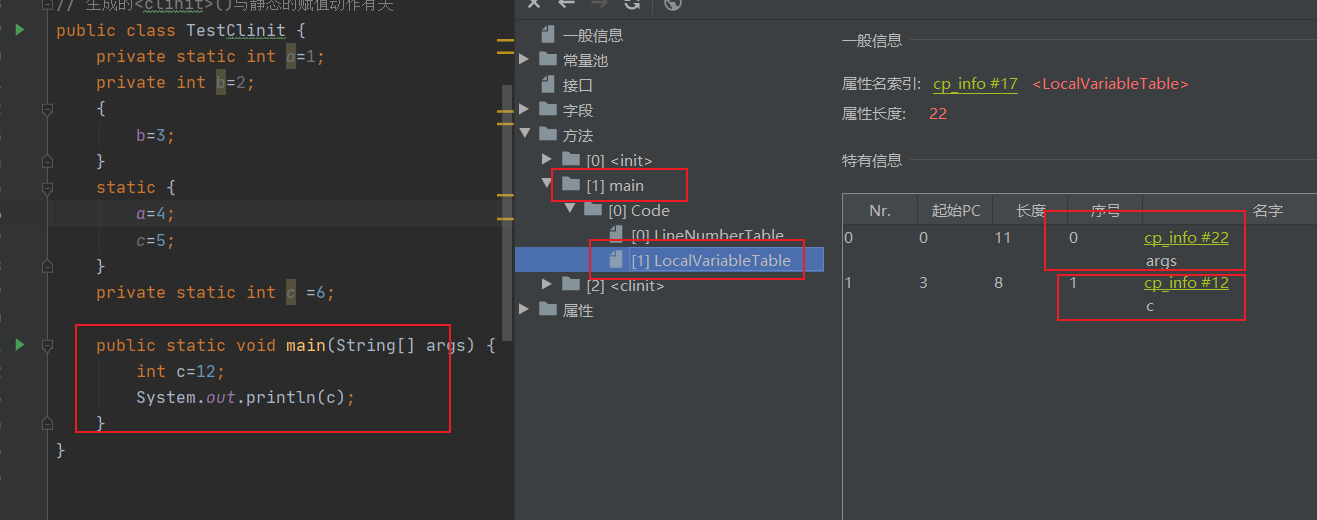 // 生成的<clinit>()与静态的赋值动作有关
public class TestClinit {
private static int a=1;
private int b=2;
{
b=3;
}
static {
a=4;
c=5;
}
private static int c =6;
public static void main(String[] args) {
int c=12;
System.out.println(c);
}
}
一般信息
常量池
接口
字段
方法
[0] <init>
[1] main
[0] Code
[0] LineNumberTable
[1] LocalVariableTable
[2] <clinit>
属性
一般信息
属性名索引: cp_info #17 <LocalVariableTable>
属性长度: 22
特有信息
Nr. 起始PC 长度 序号 名字
0 0 11 0 cp_info #22
args
1 3 8 1 cp_info #12
c